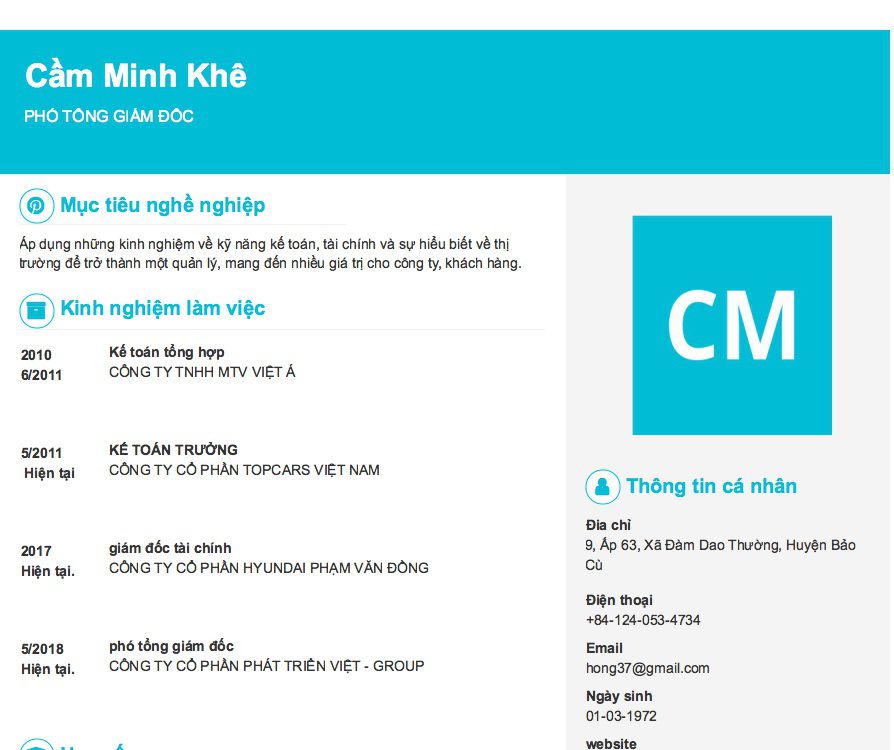 Cầm Minh Khê
PHÓ TỔNG GIÁM ĐỐC
Mục tiêu nghề nghiệp
Áp dụng những kinh nghiệm về kỹ năng kế toán, tài chính và sự hiểu biết về thị
trường để trở thành một quản lý, mang đến nhiều giá trị cho công ty, khách hàng.
Kinh nghiệm làm việc
2010
6/2011
Kế toán tổng hợp
CÔNG TY TNHH MTV VIỆT Á
5/2011
Hiện tại
KẾ TOÁN TRƯỞNG
CÔNG TY CỔ PHẦN TOPCARS VIỆT NAM
2017
Hiện tại.
giám đốc tài chính
CÔNG TY CỔ PHẦN HYUNDAI PHẠM VĂN ĐỒNG
5/2018
Hiện tại.
phó tổng giám đốc
CÔNG TY CỔ PHẦN PHÁT TRIỂN VIỆT - GROUP
CM
Thông tin cá nhân
Địa chỉ
9, Ấp 63, Xã Đàm Dao Thường, Huyện Bảo
Cù
Điện thoại
+84-124-053-4734
Email
hong37@gmail.com
Ngày sinh
01-03-1972
website